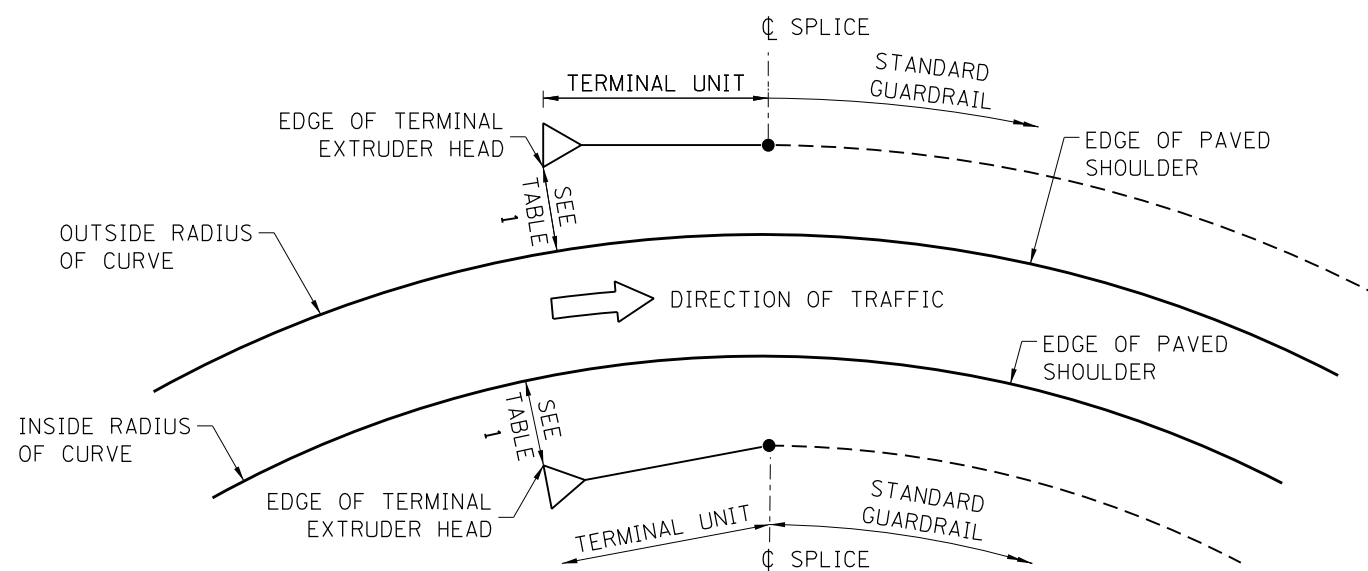 ℄ SPLICE
TERMINAL UNIT
STANDARD
GUARDRAIL
EDGE OF TERMINAL
EXTRUDER HEAD
EDGE OF PAVED
SHOULDER
SEE
TABLE
1
OUTSIDE RADIUS
OF CURVE
DIRECTION OF TRAFFIC
EDGE OF PAVED
SHOULDER
SEE
TABLE
1
INSIDE RADIUS
OF CURVE
EDGE OF TERMINAL
EXTRUDER HEAD
STANDARD
GUARDRAIL
TERMINAL UNIT
℄ SPLICE